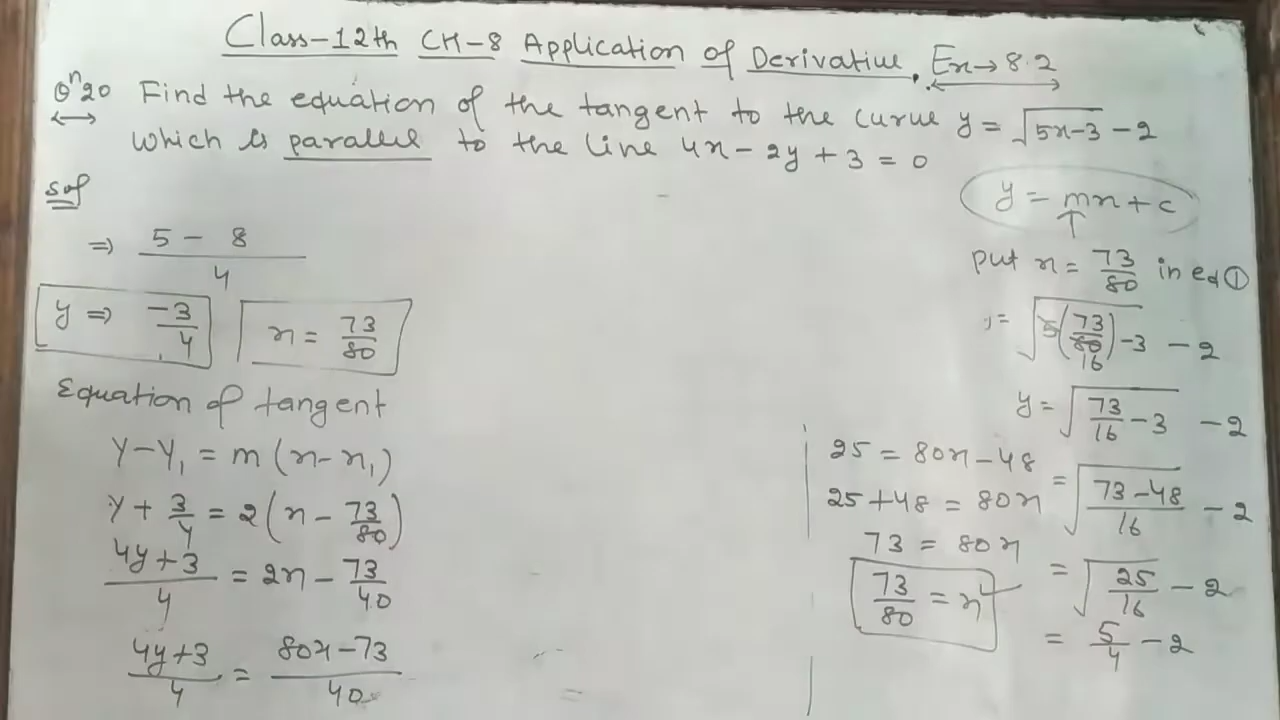 Class-12th CH-8 Application of Derivative, Ex→8.2
Qⁿ20 Find the equation of the tangent to the curve y = √(5x-3) - 2
which is parallel to the line 4x - 2y + 3 = 0
sol
⇒ (5 - 8)/4
y ⇒ -3/4 x = 73/80
Equation of tangent
Y-Y₁ = m(x-x₁)
y + 3/4 = 2(x - 73/80)
(4y+3)/4 = 2x - 73/40
(4y+3)/4 = (80x-73)/40
25 = 80x-48
25+48 = 80x
73 = 80x
73/80 = x
y = mx + c
↑
put x = 73/80 in eq ①
y = √(5(73/80)-3) - 2
16
y = √(73/16 - 3) - 2
= √((73-48)/16) - 2
= √(25/16) - 2
= 5/4 - 2